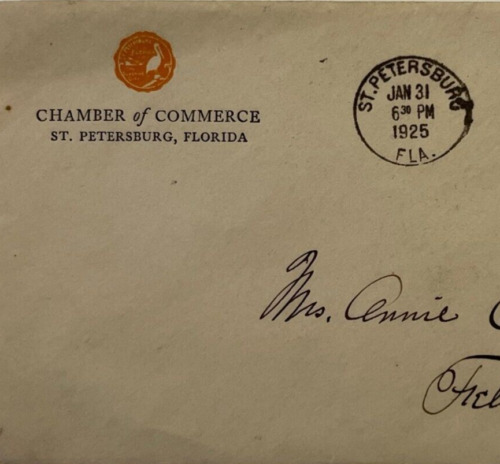 CHAMBER of COMMERCE
ST. PETERSBURG, FLORIDA
ST. PETERSBURG
JAN 31
6 30 PM
1925
FLA.
Mrs. Annie